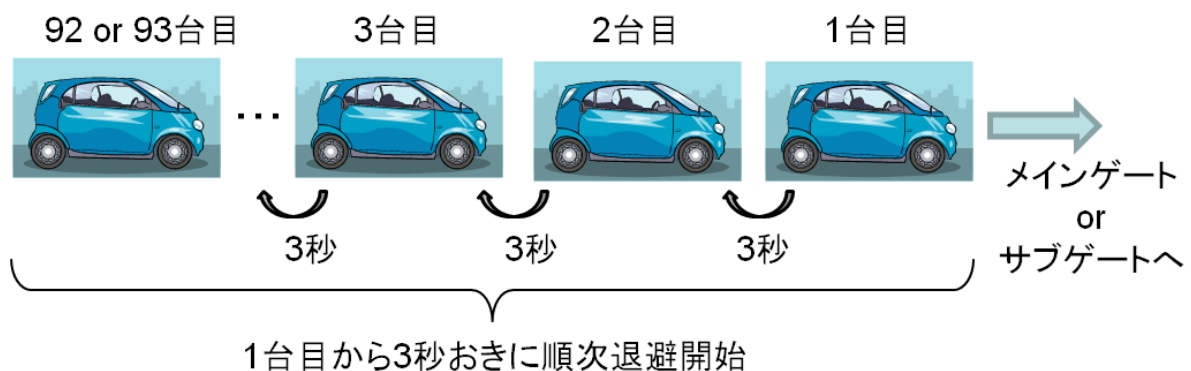 92 or 93台目
3台目
2台目
1台目
…
3秒
3秒
3秒
メインゲート
or
サブゲートへ
1台目から3秒おきに順次退避開始